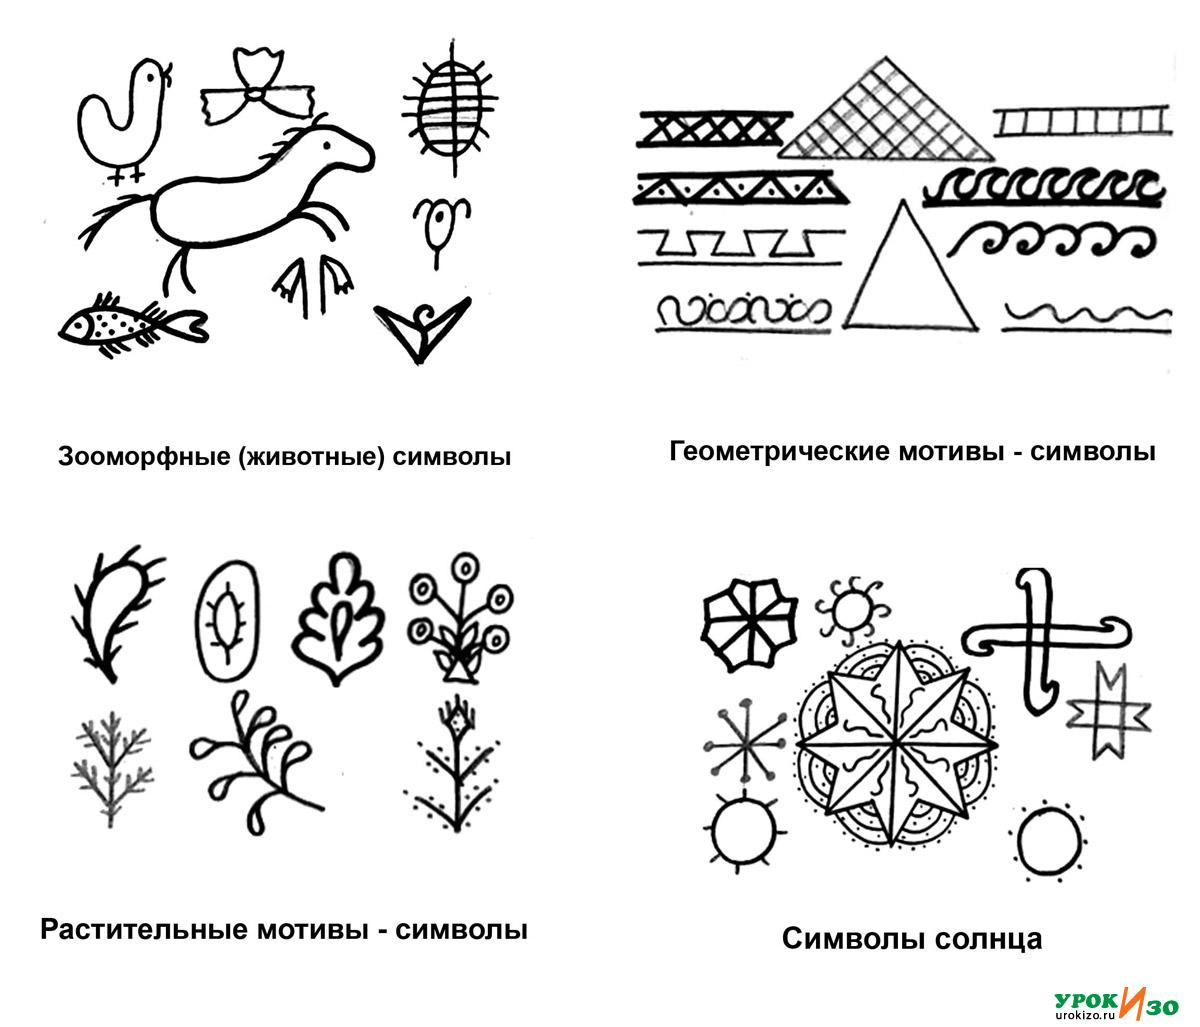 Зооморфные (животные) символы
Геометрические мотивы - символы
Растительные мотивы - символы
Символы солнца
УРОКИЗО
urokizo.ru